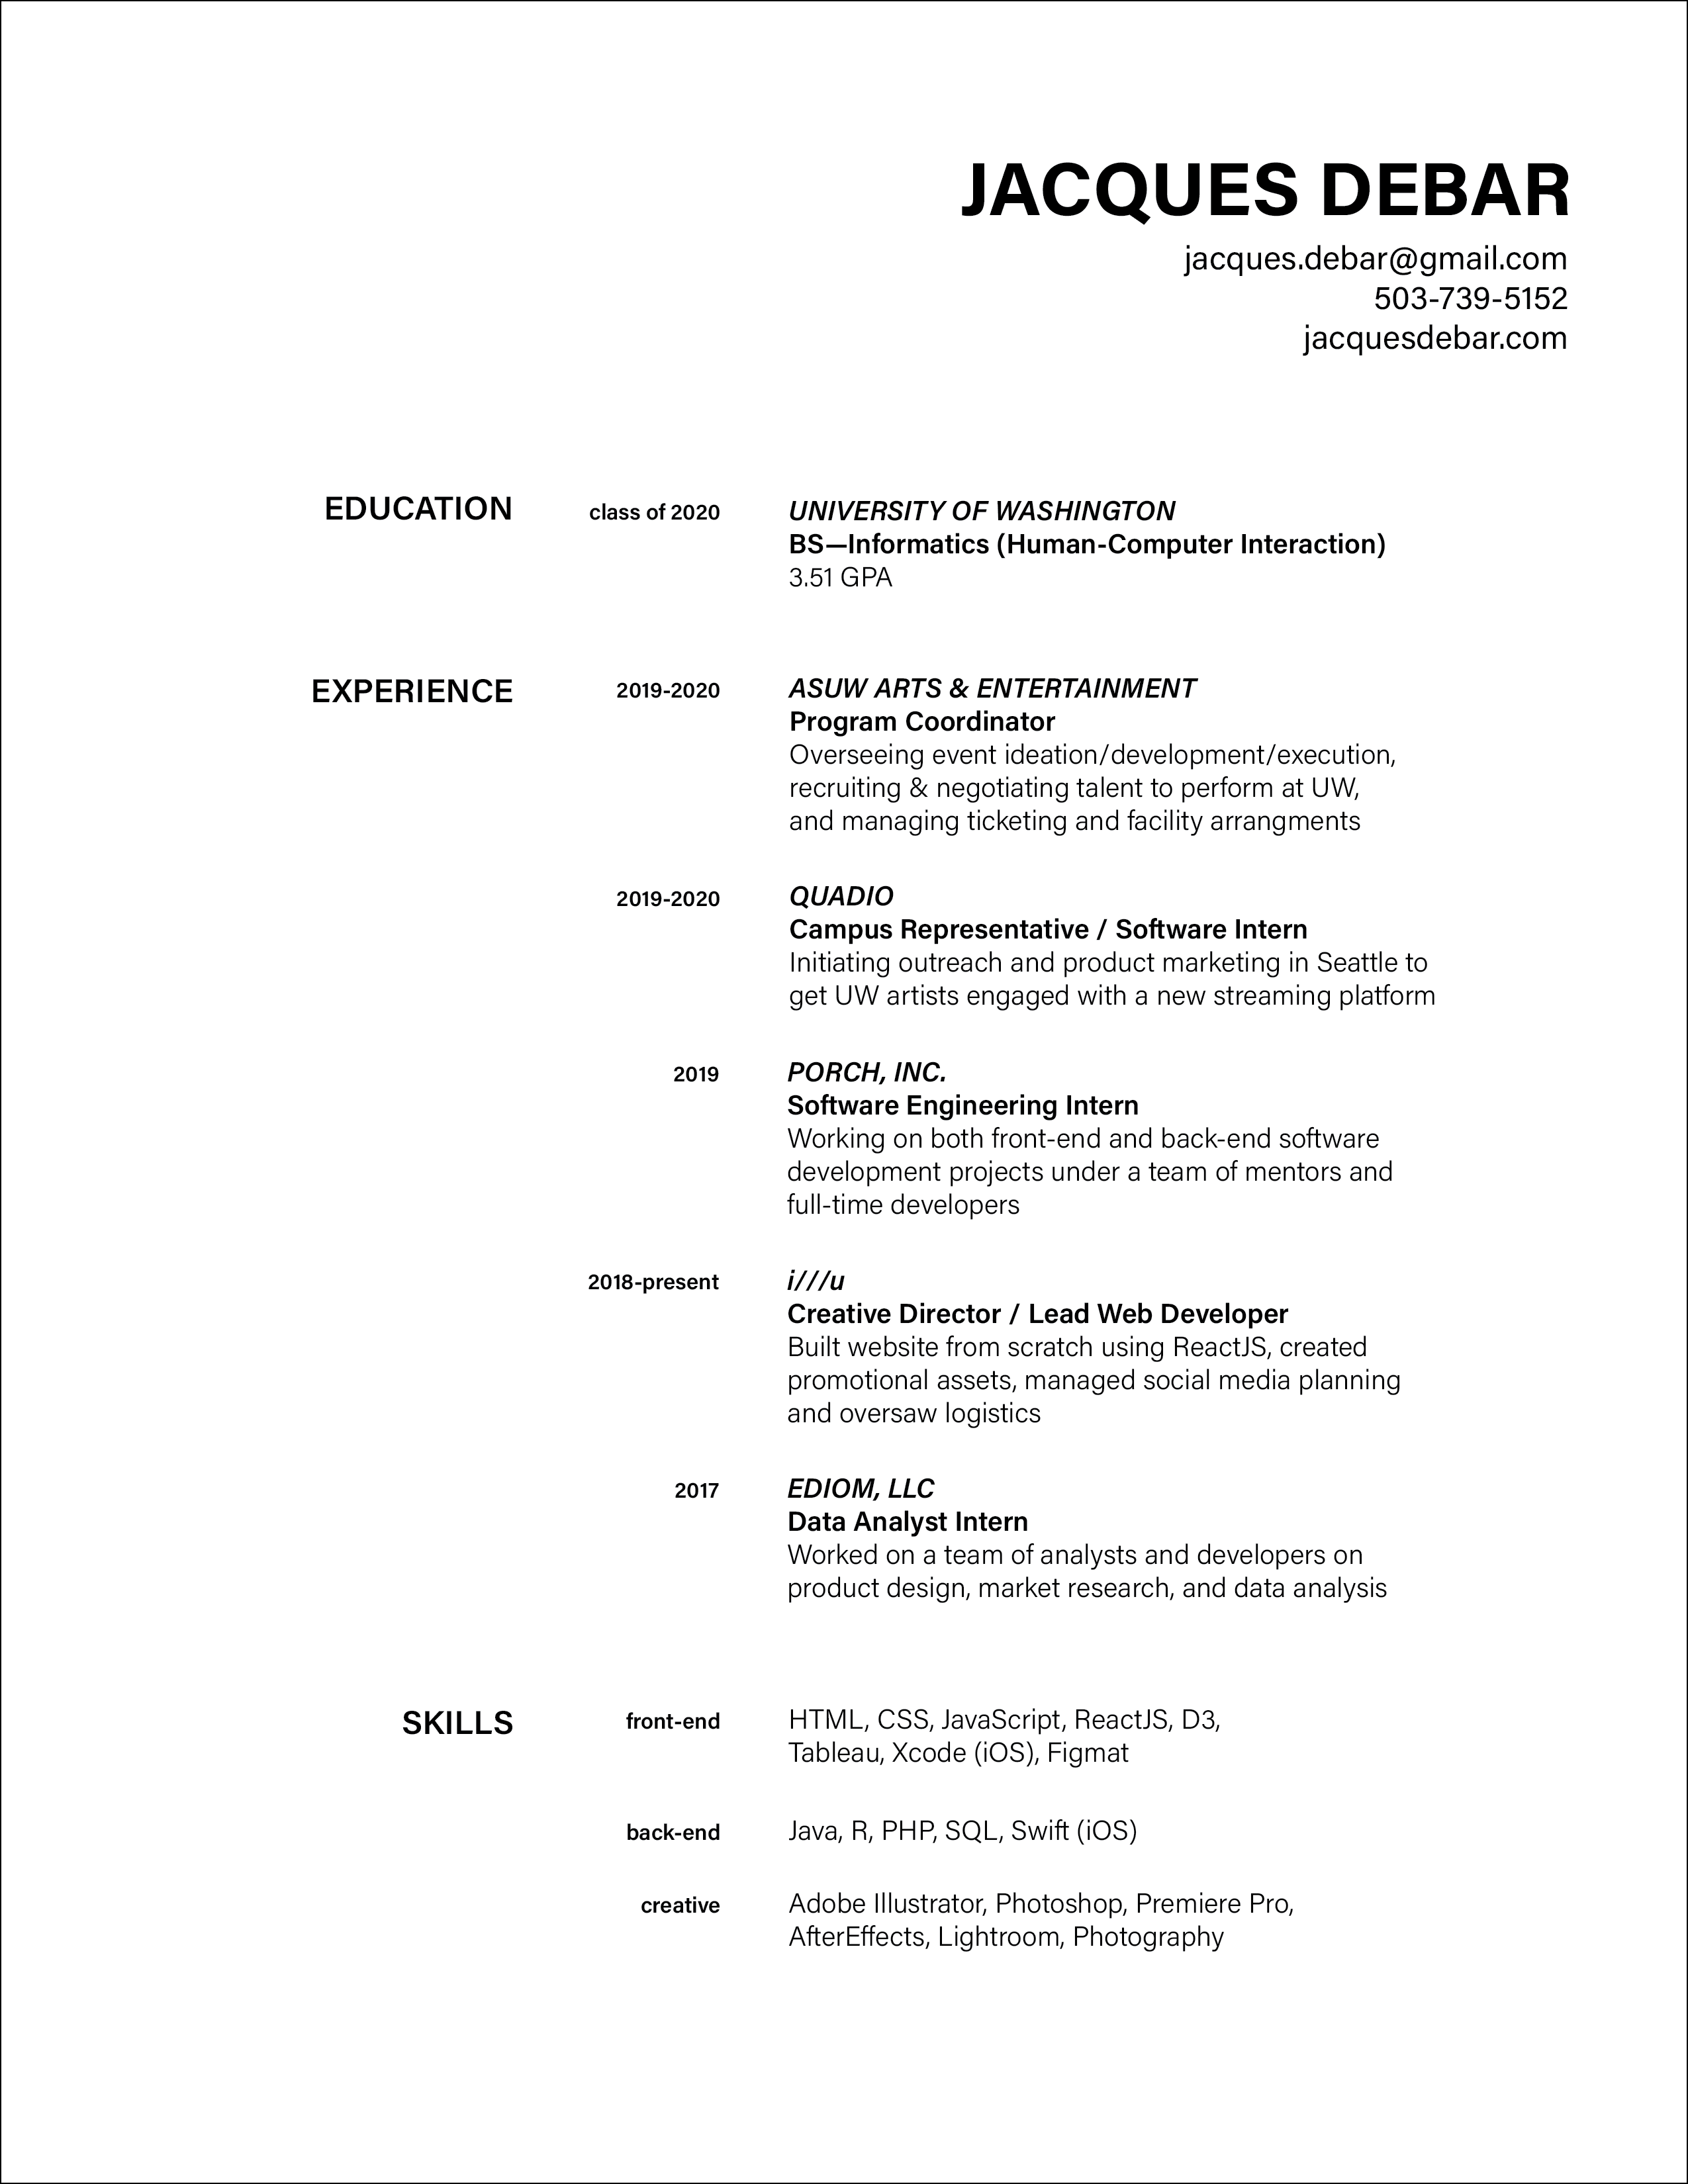 JACQUES DEBAR
jacques.debar@gmail.com
503-739-5152
jacquesdebar.com
EDUCATION
class of 2020
UNIVERSITY OF WASHINGTON
BS—Informatics (Human-Computer Interaction)
3.51 GPA
EXPERIENCE
2019-2020
ASUW ARTS & ENTERTAINMENT
Program Coordinator
Overseeing event ideation/development/execution,
recruiting & negotiating talent to perform at UW,
and managing ticketing and facility arrangments
2019-2020
QUADIO
Campus Representative / Software Intern
Initiating outreach and product marketing in Seattle to
get UW artists engaged with a new streaming platform
2019
PORCH, INC.
Software Engineering Intern
Working on both front-end and back-end software
development projects under a team of mentors and
full-time developers
2018-present
i///u
Creative Director / Lead Web Developer
Built website from scratch using ReactJS, created
promotional assets, managed social media planning
and oversaw logistics
2017
EDIOM, LLC
Data Analyst Intern
Worked on a team of analysts and developers on
product design, market research, and data analysis
SKILLS
front-end
HTML, CSS, JavaScript, ReactJS, D3,
Tableau, Xcode (iOS), Figmat
back-end
Java, R, PHP, SQL, Swift (iOS)
creative
Adobe Illustrator, Photoshop, Premiere Pro,
AfterEffects, Lightroom, Photography